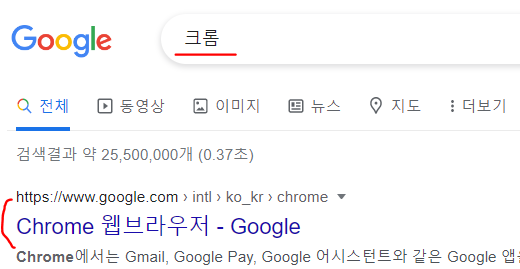 Google
크롬
전체 동영상 이미지 뉴스 지도 더보기
검색결과 약 25,500,000개 (0.37초)
https://www.google.com › intl › ko_kr › chrome
Chrome 웹브라우저 - Google
Chrome에서는 Gmail, Google Pay, Google 어시스턴트와 같은 Google 앱을